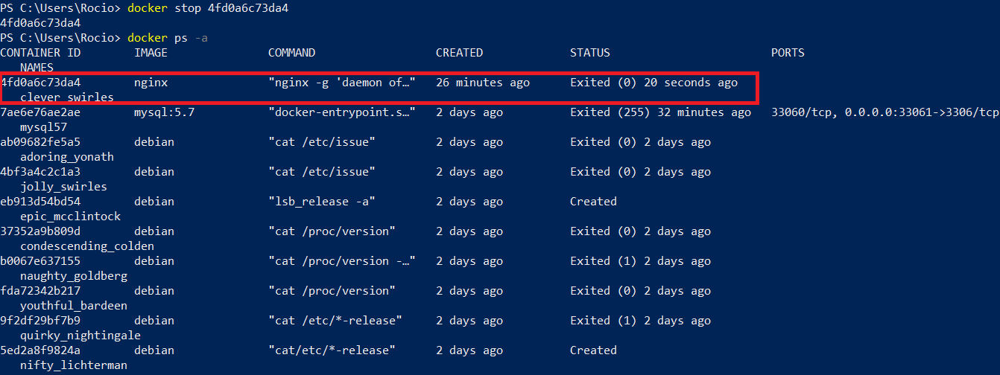 PS C:\Users\Rocio> docker stop 4fd0a6c73da4
4fd0a6c73da4
PS C:\Users\Rocio> docker ps -a
CONTAINER ID        IMAGE               COMMAND                  CREATED             STATUS                        PORTS
   NAMES
4fd0a6c73da4        nginx               "nginx -g 'daemon of…"   26 minutes ago      Exited (0) 20 seconds ago
   clever_swirles
7ae6e76ae2ae        mysql:5.7           "docker-entrypoint.s…"   2 days ago          Exited (255) 32 minutes ago   33060/tcp, 0.0.0.0:33061->3306/tcp
   mysql57
ab09682fe5a5        debian              "cat /etc/issue"         2 days ago          Exited (0) 2 days ago
   adoring_yonath
4bf3a4c2c1a3        debian              "cat /etc/issue"         2 days ago          Exited (0) 2 days ago
   jolly_swirles
eb913d54bd54        debian              "lsb_release -a"         2 days ago          Created
   epic_mcclintock
37352a9b809d        debian              "cat /proc/version"      2 days ago          Exited (0) 2 days ago
   condescending_colden
b0067e637155        debian              "cat /proc/version -…"   2 days ago          Exited (1) 2 days ago
   naughty_goldberg
fda72342b217        debian              "cat /proc/version"      2 days ago          Exited (0) 2 days ago
   youthful_bardeen
9f2df29bf7b9        debian              "cat /etc/*-release"     2 days ago          Exited (1) 2 days ago
   quirky_nightingale
5ed2a8f9824a        debian              "cat/etc/*-release"      2 days ago          Created
   nifty_lichterman